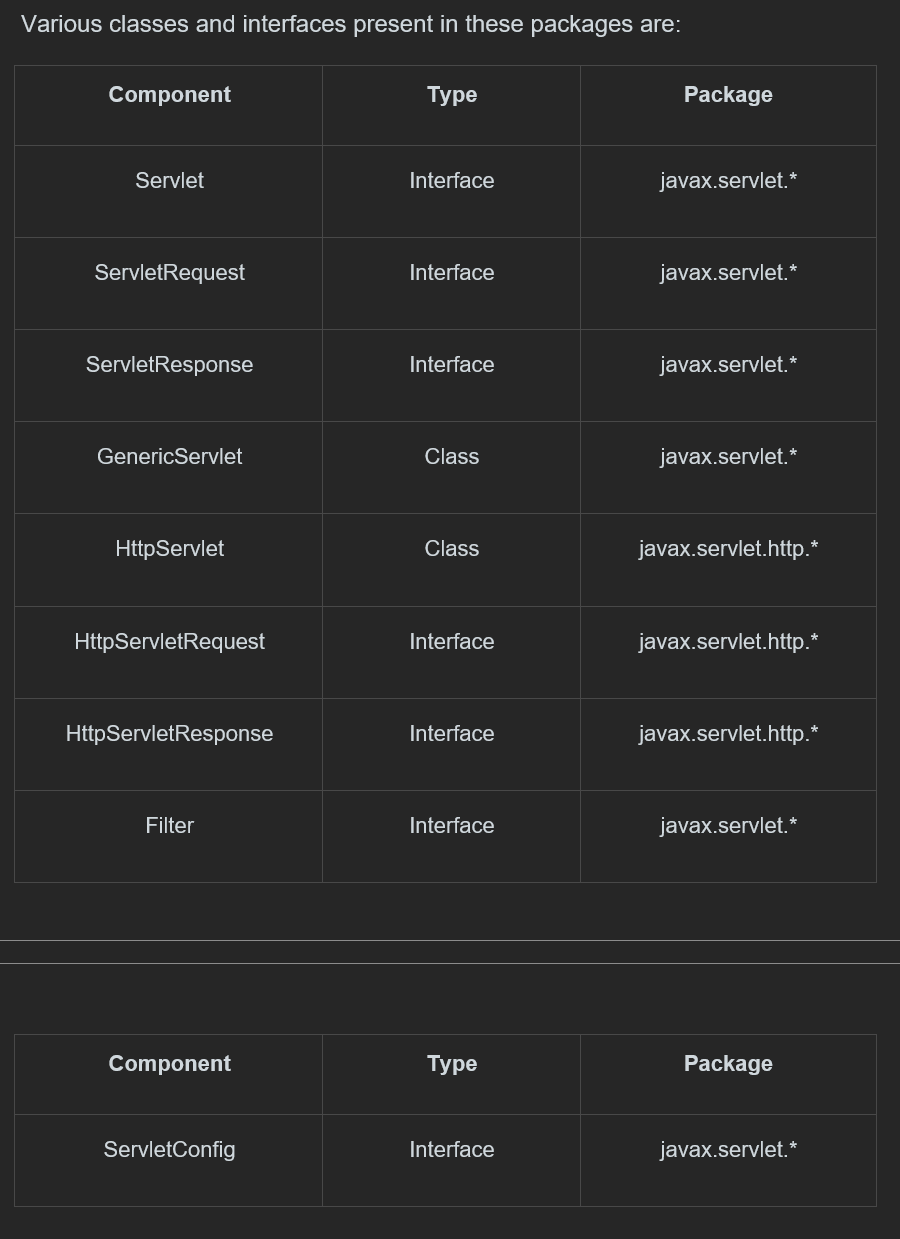 Various classes and interfaces present in these packages are:
Component Type Package
Servlet Interface javax.servlet.*
ServletRequest Interface javax.servlet.*
ServletResponse Interface javax.servlet.*
GenericServlet Class javax.servlet.*
HttpServlet Class javax.servlet.http.*
HttpServletRequest Interface javax.servlet.http.*
HttpServletResponse Interface javax.servlet.http.*
Filter Interface javax.servlet.*
Component Type Package
ServletConfig Interface javax.servlet.*